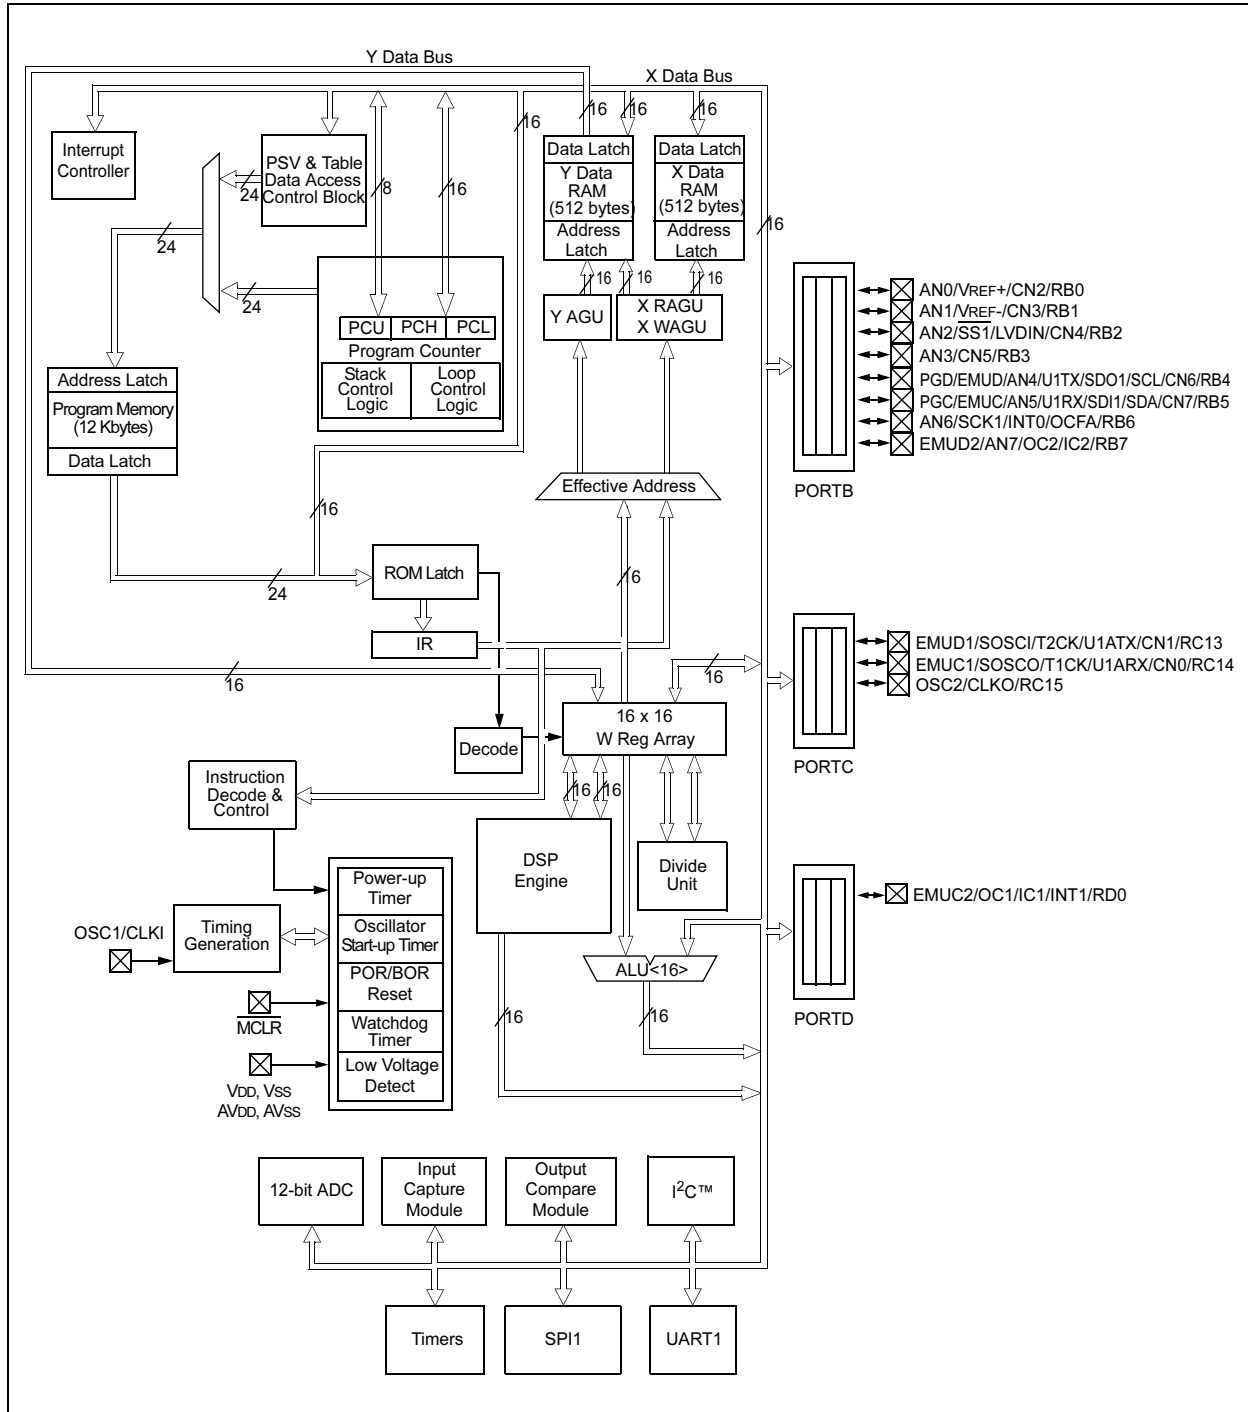 Y Data Bus
X Data Bus
16
16
16
16
Interrupt
Controller
PSV & Table
Data Access
Control Block
24
8
16
Data Latch
Y Data
RAM
(512 bytes)
Address
Latch
Data Latch
X Data
RAM
(512 bytes)
Address
Latch
16
24
24
16
16
16
Y AGU
X RAGU
X WAGU
PCU
PCH
PCL
Program Counter
Stack
Control
Logic
Loop
Control
Logic
Address Latch
Program Memory
(12 Kbytes)
Data Latch
AN0/VREF+/CN2/RB0
AN1/VREF-/CN3/RB1
AN2/SS1/LVDIN/CN4/RB2
AN3/CN5/RB3
PGD/EMUD/AN4/U1TX/SDO1/SCL/CN6/RB4
PGC/EMUC/AN5/U1RX/SDI1/SDA/CN7/RB5
AN6/SCK1/INT0/OCFA/RB6
EMUD2/AN7/OC2/IC2/RB7
PORTB
Effective Address
16
24
ROM Latch
16
IR
16
16
EMUD1/SOSCI/T2CK/U1ATX/CN1/RC13
EMUC1/SOSCO/T1CK/U1ARX/CN0/RC14
OSC2/CLKO/RC15
PORTC
Decode
16 x 16
W Reg Array
Instruction
Decode &
Control
16
16
DSP
Engine
Divide
Unit
EMUC2/OC1/IC1/INT1/RD0
PORTD
Power-up
Timer
Oscillator
Start-up Timer
POR/BOR
Reset
Watchdog
Timer
Low Voltage
Detect
OSC1/CLKI
Timing
Generation
MCLR
VDD, VSS
AVDD, AVSS
ALU<16>
16
16
12-bit ADC
Input
Capture
Module
Output
Compare
Module
I2C™
Timers
SPI1
UART1